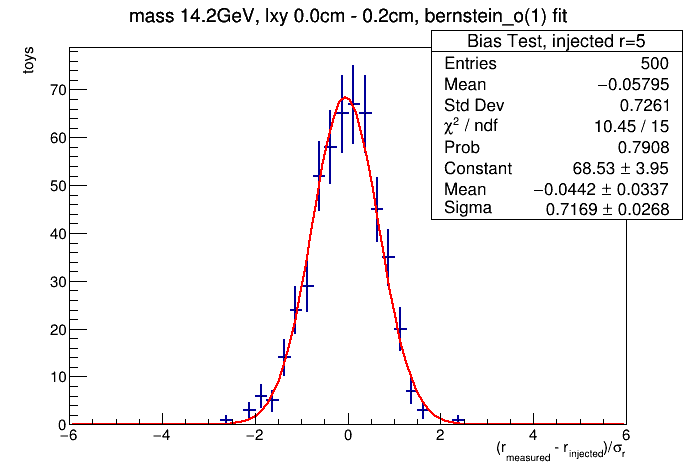 mass 14.2GeV, lxy 0.0cm - 0.2cm, bernstein_o(1) fit
toys
Bias Test, injected r=5
Entries 500
Mean −0.05795
Std Dev 0.7261
χ² / ndf 10.45 / 15
Prob 0.7908
Constant 68.53 ± 3.95
Mean −0.0442 ± 0.0337
Sigma 0.7169 ± 0.0268
70
60
50
40
30
20
10
0
−6 −4 −2 0 2 4 6
(r_measured - r_injected)/σ_r